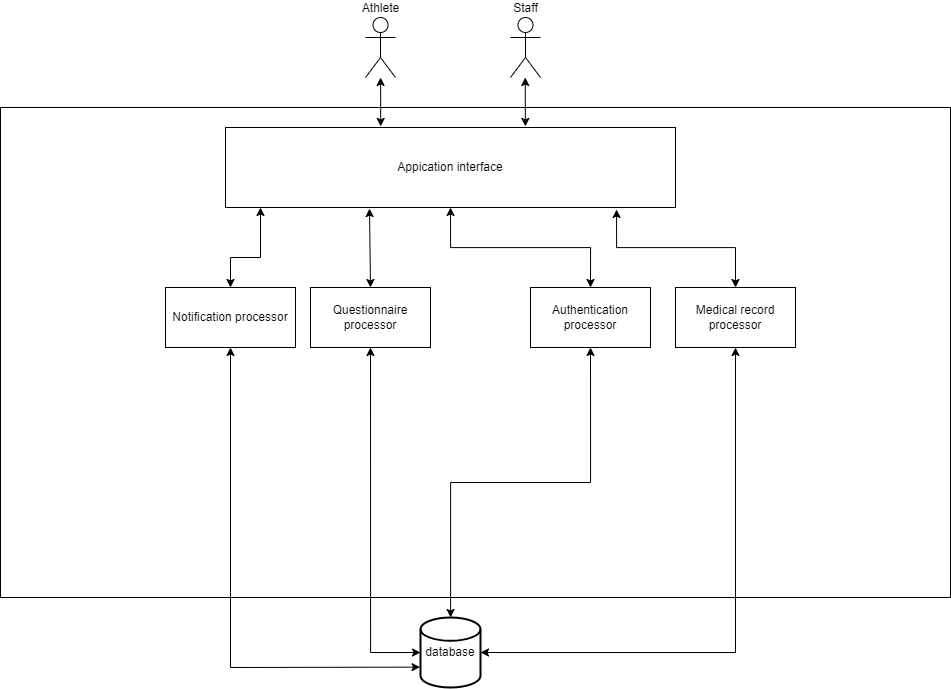 Athlete
Staff
Appication interface
Notification processor
Questionnaire
processor
Authentication
processor
Medical record
processor
database